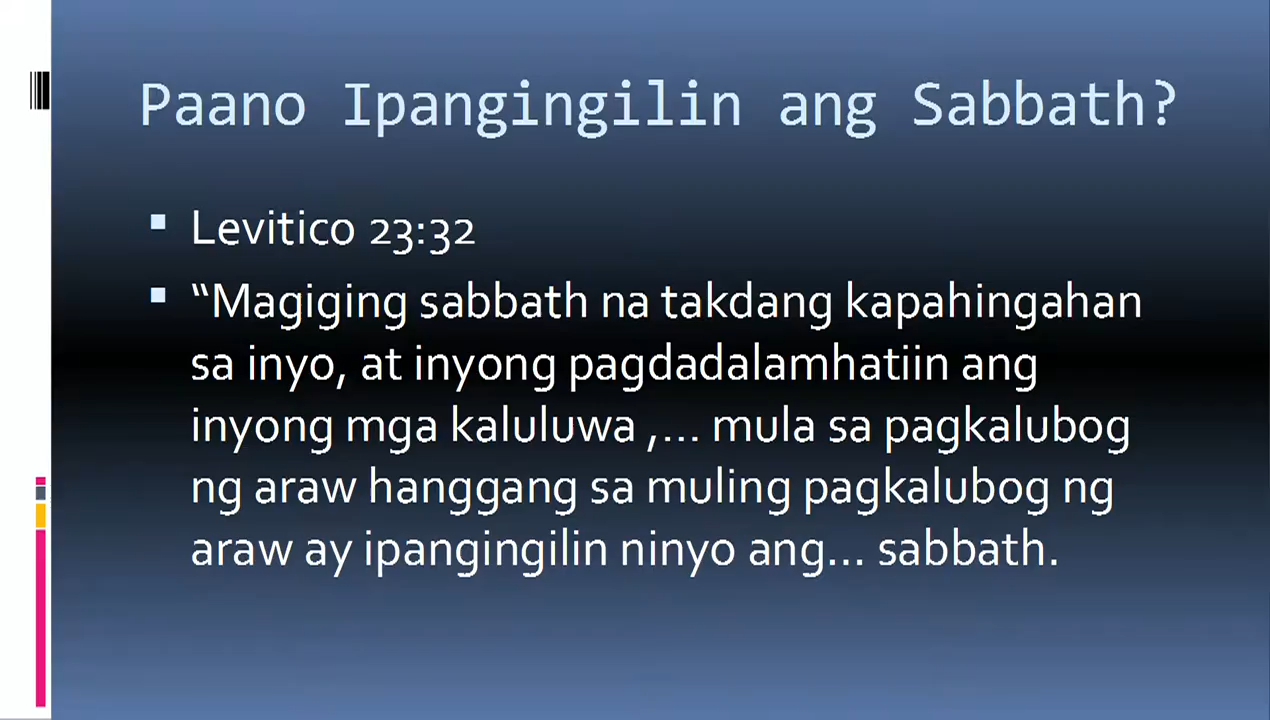 Paano Ipangingilin ang Sabbath?
Levitico 23:32
“Magiging sabbath na takdang kapahingahan
sa inyo, at inyong pagdadalamhatiin ang
inyong mga kaluluwa ,... mula sa pagkalubog
ng araw hanggang sa muling pagkalubog ng
araw ay ipangingilin ninyo ang... sabbath.